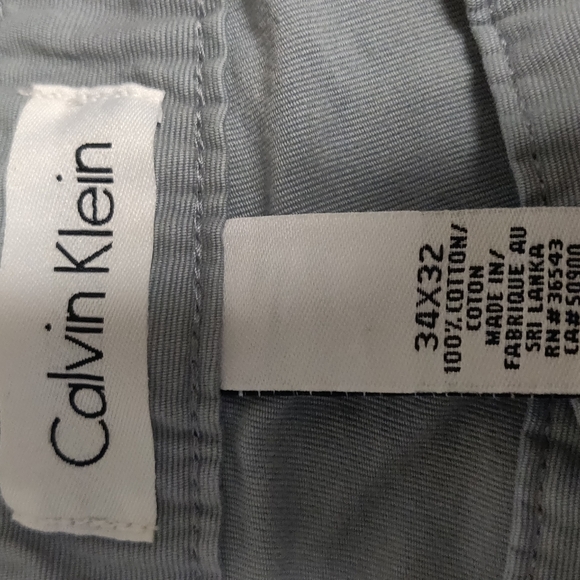 Calvin Klein
34X32
100% COTTON/
COTON
MADE IN/
FABRIQUE AU
SRI LANKA
RN# 36543
CA# 50900